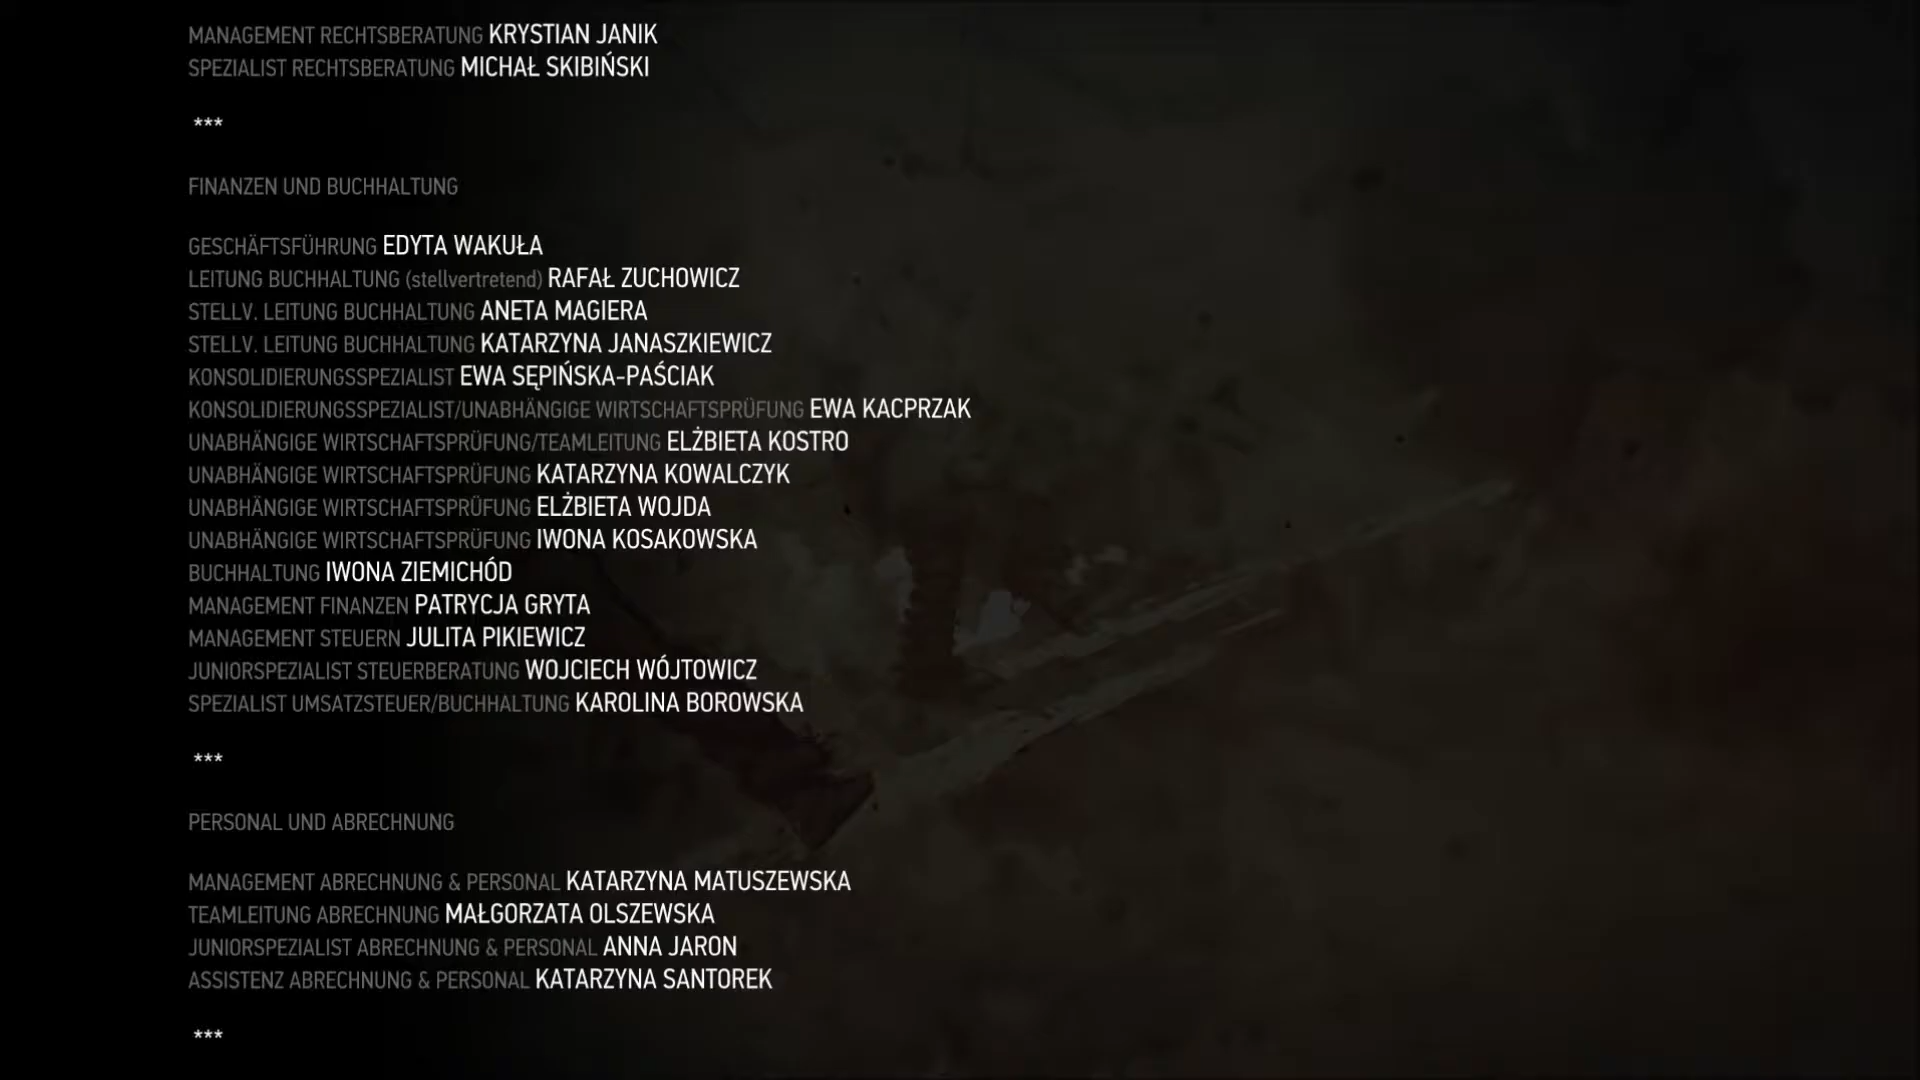 MANAGEMENT RECHTSBERATUNG KRYSTIAN JANIK
SPEZIALIST RECHTSBERATUNG MICHAŁ SKIBIŃSKI
***
FINANZEN UND BUCHHALTUNG
GESCHÄFTSFÜHRUNG EDYTA WAKUŁA
LEITUNG BUCHHALTUNG (stellvertretend) RAFAŁ ZUCHOWICZ
STELLV. LEITUNG BUCHHALTUNG ANETA MAGIERA
STELLV. LEITUNG BUCHHALTUNG KATARZYNA JANASZKIEWICZ
KONSOLIDIERUNGSSPEZIALIST EWA SĘPIŃSKA-PAŚCIAK
KONSOLIDIERUNGSSPEZIALIST/UNABHÄNGIGE WIRTSCHAFTSPRÜFUNG EWA KACPRZAK
UNABHÄNGIGE WIRTSCHAFTSPRÜFUNG/TEAMLEITUNG ELŻBIETA KOSTRO
UNABHÄNGIGE WIRTSCHAFTSPRÜFUNG KATARZYNA KOWALCZYK
UNABHÄNGIGE WIRTSCHAFTSPRÜFUNG ELŻBIETA WOJDA
UNABHÄNGIGE WIRTSCHAFTSPRÜFUNG IWONA KOSAKOWSKA
BUCHHALTUNG IWONA ZIEMICHÓD
MANAGEMENT FINANZEN PATRYCJA GRYTA
MANAGEMENT STEUERN JULITA PIKIEWICZ
JUNIORSPEZIALIST STEUERBERATUNG WOJCIECH WÓJTOWICZ
SPEZIALIST UMSATZSTEUER/BUCHHALTUNG KAROLINA BOROWSKA
***
PERSONAL UND ABRECHNUNG
MANAGEMENT ABRECHNUNG & PERSONAL KATARZYNA MATUSZEWSKA
TEAMLEITUNG ABRECHNUNG MAŁGORZATA OLSZEWSKA
JUNIORSPEZIALIST ABRECHNUNG & PERSONAL ANNA JARON
ASSISTENZ ABRECHNUNG & PERSONAL KATARZYNA SANTOREK
***